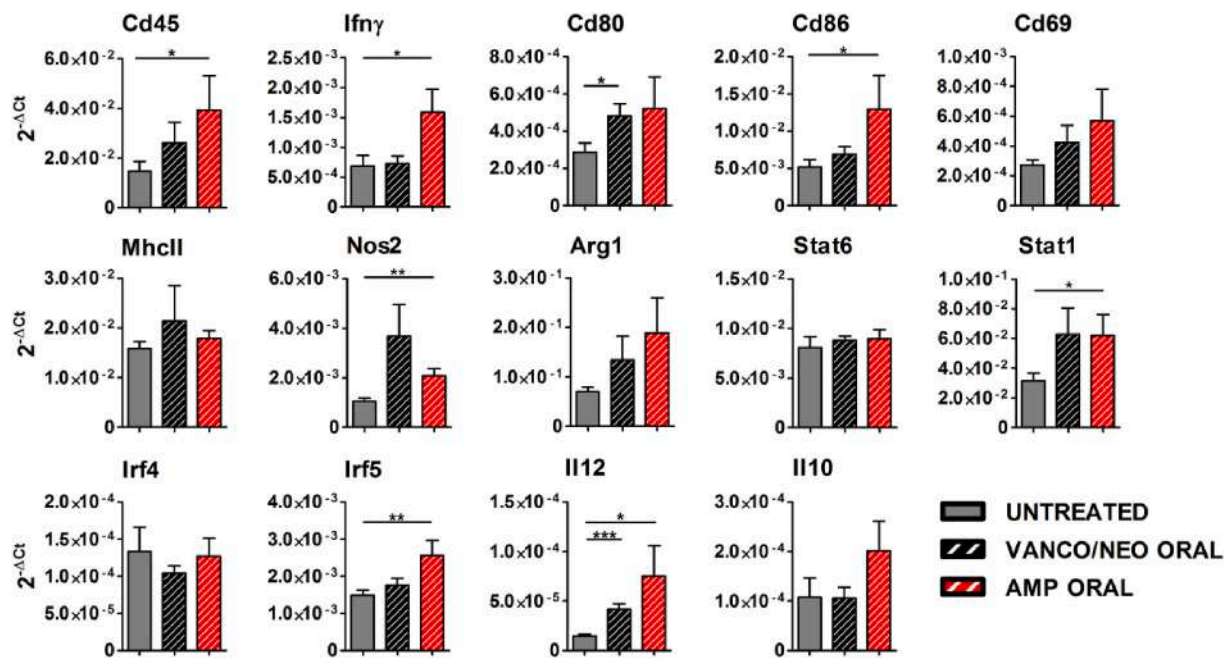 Cd45 Ifnγ Cd80 Cd86 Cd69
2^-ΔCt
6.0×10^-2 2.5×10^-3 8.0×10^-4 2.0×10^-2 8.0×10^-4
2.0×10^-3
4.0×10^-2 * 1.5×10^-3 * 6.0×10^-4 * 1.5×10^-2 * 6.0×10^-4
4.0×10^-4 1.0×10^-2 4.0×10^-4
2.0×10^-2 1.0×10^-3
5.0×10^-4 2.0×10^-4 5.0×10^-3 2.0×10^-4
0 0 0 0 0
MhcII Nos2 Arg1 Stat6 Stat1
2^-ΔCt
3.0×10^-2 6.0×10^-3 ** 3.0×10^-1 1.5×10^-2 1.0×10^-1 *
8.0×10^-2
2.0×10^-2 4.0×10^-3 2.0×10^-1 1.0×10^-2 6.0×10^-2
1.0×10^-2 2.0×10^-3 1.0×10^-1 5.0×10^-3 4.0×10^-2
2.0×10^-2
0 0 0 0 0
Irf4 Irf5 Il12 Il10
2^-ΔCt
2.0×10^-4 4.0×10^-3 ** 1.5×10^-4 * *** 3.0×10^-4
1.5×10^-4 3.0×10^-3 1.0×10^-4 2.0×10^-4
1.0×10^-4 2.0×10^-3
5.0×10^-5 1.0×10^-3 5.0×10^-5 1.0×10^-4
0 0 0 0
UNTREATED
VANCO/NEO ORAL
AMP ORAL